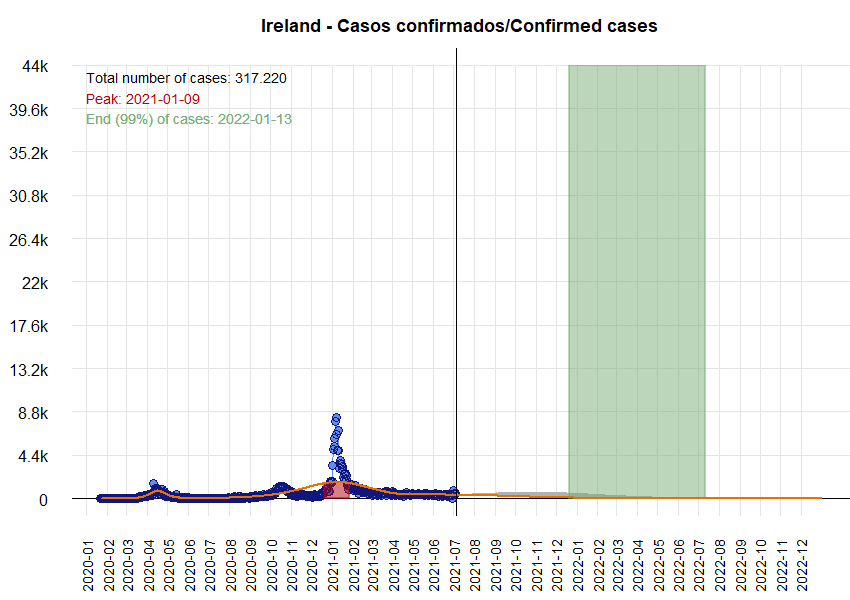 Ireland - Casos confirmados/Confirmed cases
Total number of cases: 317.220
Peak: 2021-01-09
End (99%) of cases: 2022-01-13
44k
39.6k
35.2k
30.8k
26.4k
22k
17.6k
13.2k
8.8k
4.4k
0
2020-01
2020-02
2020-03
2020-04
2020-05
2020-06
2020-07
2020-08
2020-09
2020-10
2020-11
2020-12
2021-01
2021-02
2021-03
2021-04
2021-05
2021-06
2021-07
2021-08
2021-09
2021-10
2021-11
2021-12
2022-01
2022-02
2022-03
2022-04
2022-05
2022-06
2022-07
2022-08
2022-09
2022-10
2022-11
2022-12